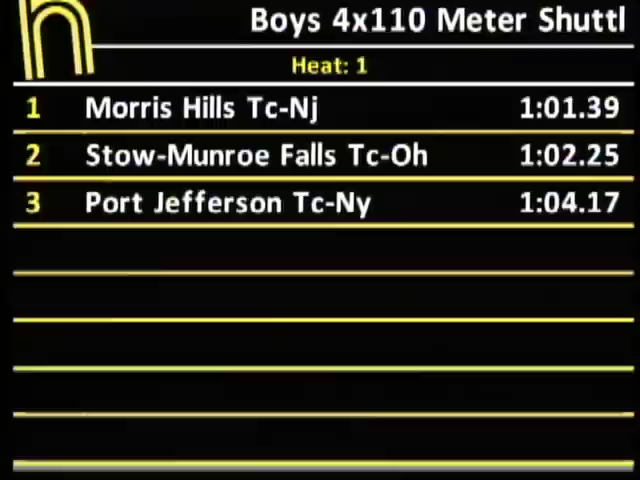 Boys 4x110 Meter Shuttl
Heat: 1
1 Morris Hills Tc-Nj 1:01.39
2 Stow-Munroe Falls Tc-Oh 1:02.25
3 Port Jefferson Tc-Ny 1:04.17